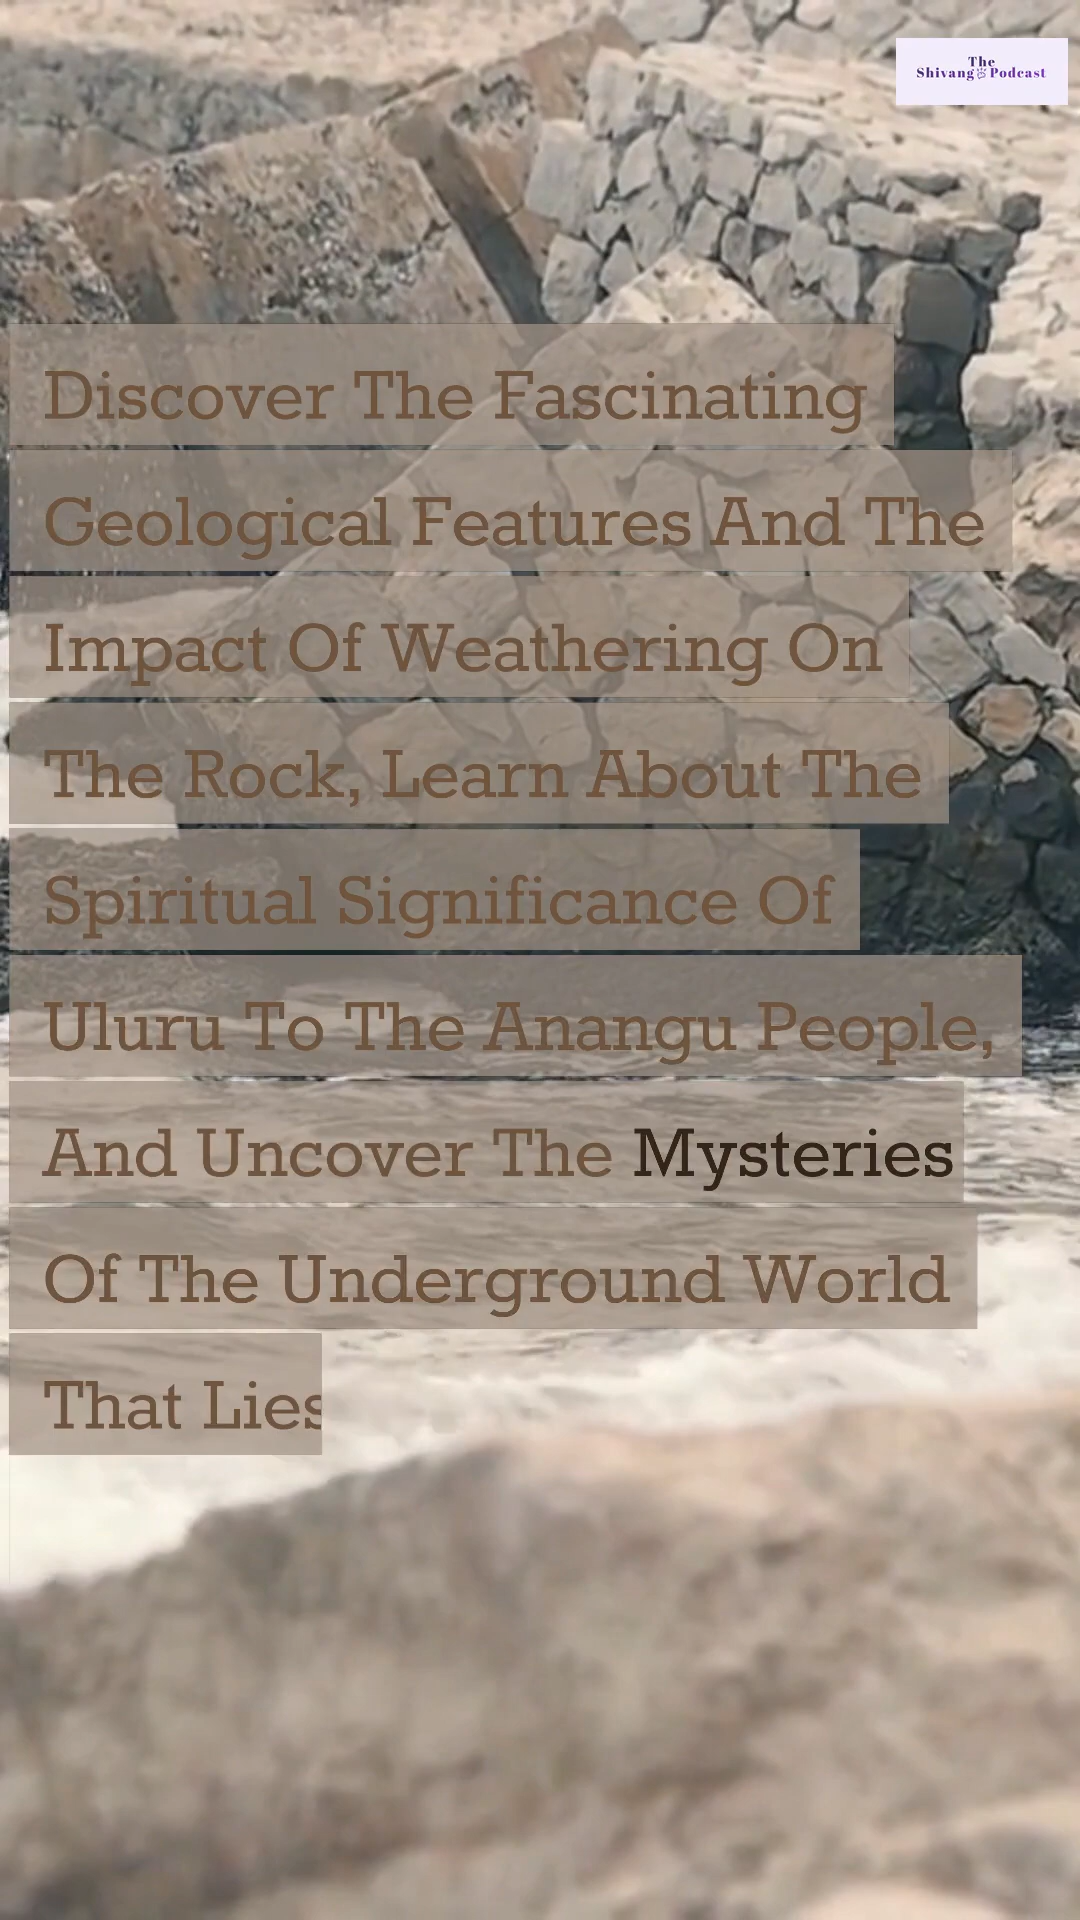 The
Shivang Podcast
Discover The Fascinating
Geological Features And The
Impact Of Weathering On
The Rock, Learn About The
Spiritual Significance Of
Uluru To The Anangu People,
And Uncover The Mysteries
Of The Underground World
That Lies